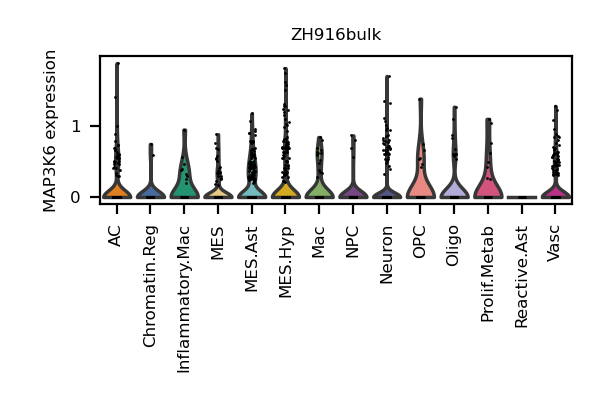 ZH916bulk
MAP3K6 expression
1
0
AC
Chromatin.Reg
Inflammatory.Mac
MES
MES.Ast
MES.Hyp
Mac
NPC
Neuron
OPC
Oligo
Prolif.Metab
Reactive.Ast
Vasc